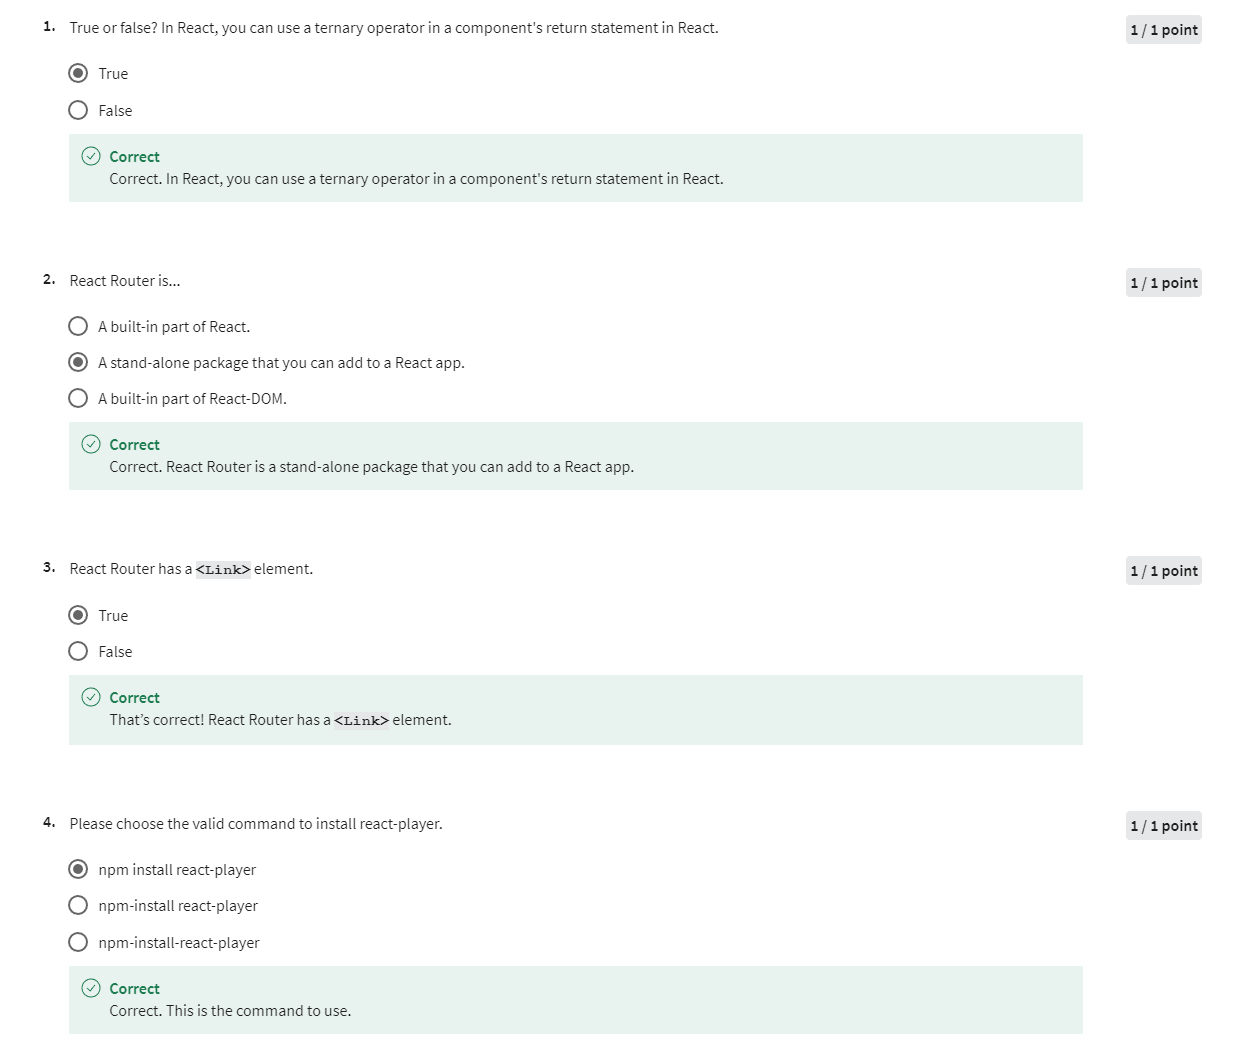 1. True or false? In React, you can use a ternary operator in a component's return statement in React. 1 / 1 point
True
False
Correct
Correct. In React, you can use a ternary operator in a component's return statement in React.
2. React Router is... 1 / 1 point
A built-in part of React.
A stand-alone package that you can add to a React app.
A built-in part of React-DOM.
Correct
Correct. React Router is a stand-alone package that you can add to a React app.
3. React Router has a <Link> element. 1 / 1 point
True
False
Correct
That’s correct! React Router has a <Link> element.
4. Please choose the valid command to install react-player. 1 / 1 point
npm install react-player
npm-install react-player
npm-install-react-player
Correct
Correct. This is the command to use.